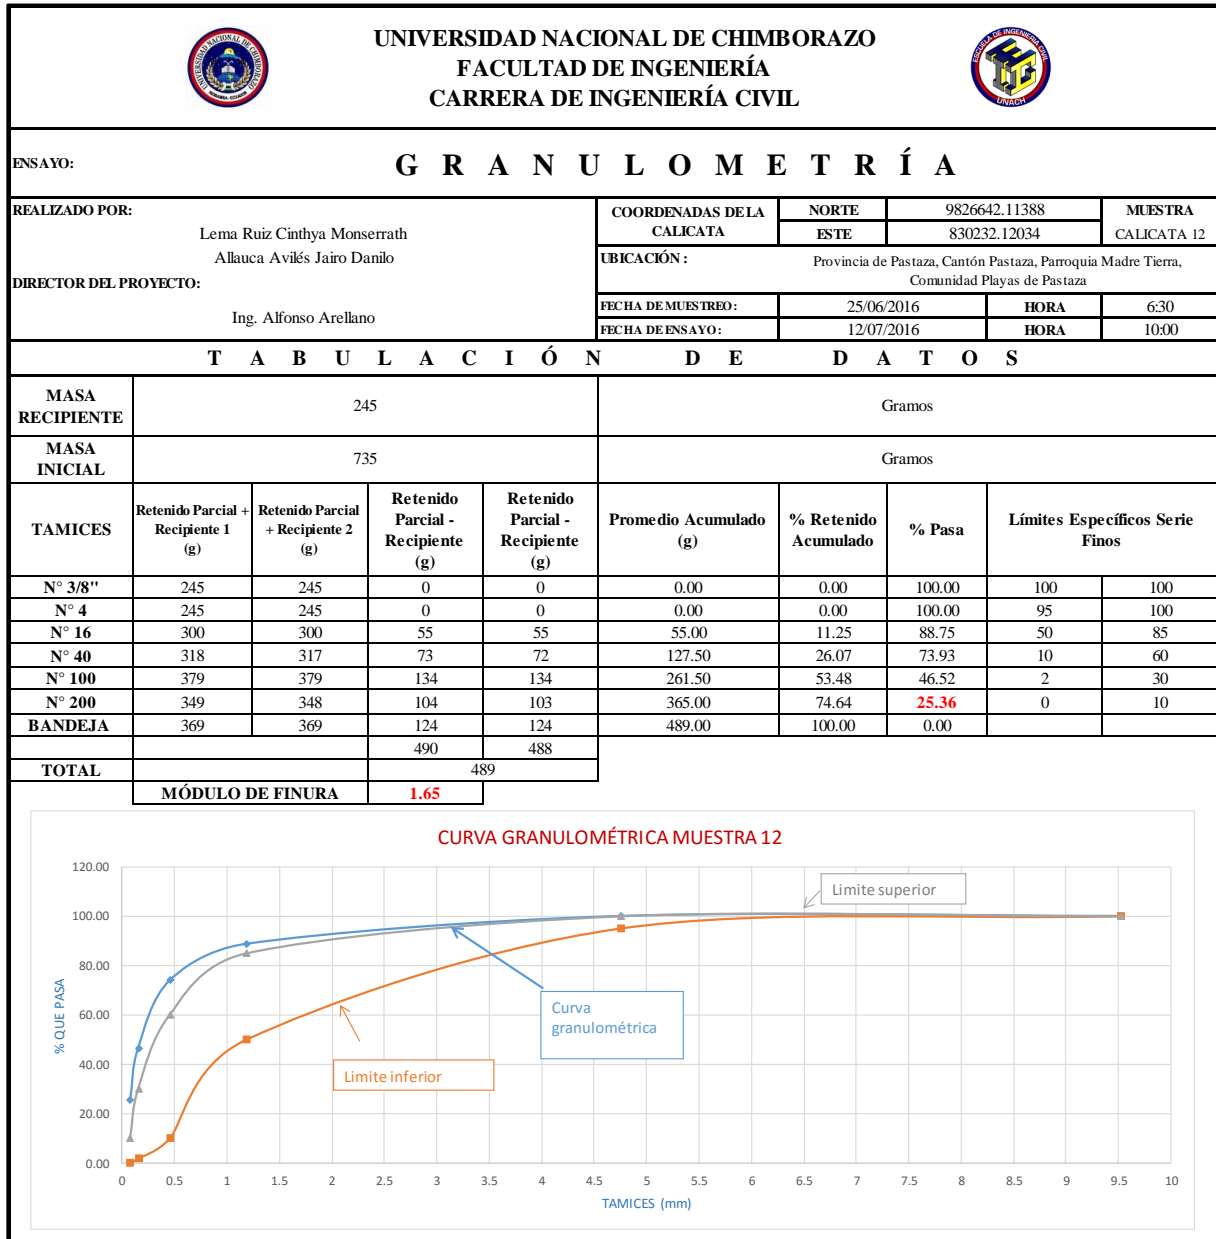 UNIVERSIDAD NACIONAL DE CHIMBORAZO
FACULTAD DE INGENIERÍA
CARRERA DE INGENIERÍA CIVIL
UNIVERSIDAD NACIONAL DE CHIMBORAZO
RIOBAMBA - ECUADOR
ESCUELA DE INGENIERIA CIVIL
UNACH
ENSAYO: G R A N U L O M E T R Í A
REALIZADO POR:
Lema Ruiz Cinthya Monserrath
Allauca Avilés Jairo Danilo
DIRECTOR DEL PROYECTO:
Ing. Alfonso Arellano
COORDENADAS DE LA CALICATA NORTE 9826642.11388 MUESTRA
ESTE 830232.12034 CALICATA 12
UBICACIÓN : Provincia de Pastaza, Cantón Pastaza, Parroquia Madre Tierra,
Comunidad Playas de Pastaza
FECHA DE MUESTREO: 25/06/2016 HORA 6:30
FECHA DE ENSAYO: 12/07/2016 HORA 10:00
T A B U L A C I Ó N D E D A T O S
MASA RECIPIENTE 245 Gramos
MASA INICIAL 735 Gramos
TAMICES Retenido Parcial + Recipiente 1 (g) Retenido Parcial + Recipiente 2 (g) Retenido Parcial - Recipiente (g) Retenido Parcial - Recipiente (g) Promedio Acumulado (g) % Retenido Acumulado % Pasa Límites Específicos Serie Finos
N° 3/8" 245 245 0 0 0.00 0.00 100.00 100 100
N° 4 245 245 0 0 0.00 0.00 100.00 95 100
N° 16 300 300 55 55 55.00 11.25 88.75 50 85
N° 40 318 317 73 72 127.50 26.07 73.93 10 60
N° 100 379 379 134 134 261.50 53.48 46.52 2 30
N° 200 349 348 104 103 365.00 74.64 25.36 0 10
BANDEJA 369 369 124 124 489.00 100.00 0.00
490 488
TOTAL 489
MÓDULO DE FINURA 1.65
CURVA GRANULOMÉTRICA MUESTRA 12
120.00
100.00
80.00
60.00
40.00
20.00
0.00
% QUE PASA
Limite superior
Curva
granulométrica
Limite inferior
0 0.5 1 1.5 2 2.5 3 3.5 4 4.5 5 5.5 6 6.5 7 7.5 8 8.5 9 9.5 10
TAMICES (mm)